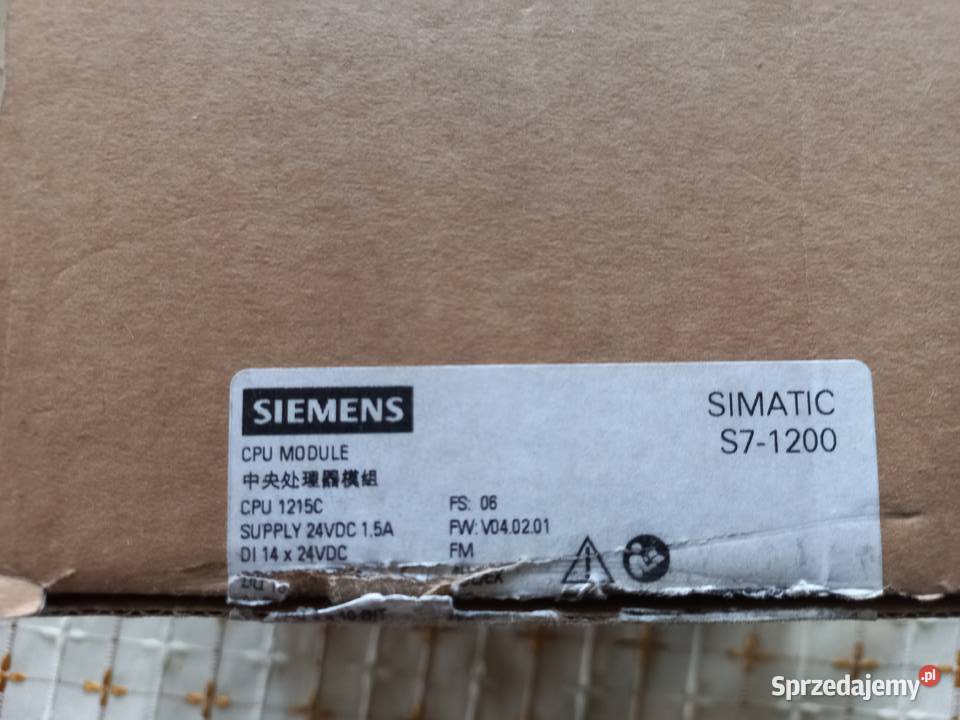 SIEMENS
SIMATIC
S7-1200
CPU MODULE
中央处理器模組
CPU 1215C
FS: 06
SUPPLY 24VDC 1.5A
FW: V04.02.01
DI 14 x 24VDC
FM
Sprzedajemy.pl